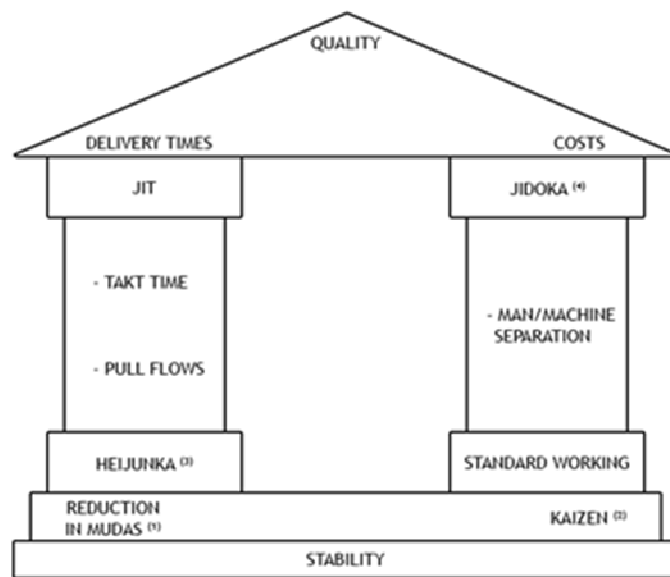 QUALITY
DELIVERY TIMES
COSTS
JIT
JIDOKA (4)
- TAKT TIME
- PULL FLOWS
- MAN/MACHINE
SEPARATION
HEIJUNKA (3)
STANDARD WORKING
REDUCTION
IN MUDAS (1)
KAIZEN (2)
STABILITY